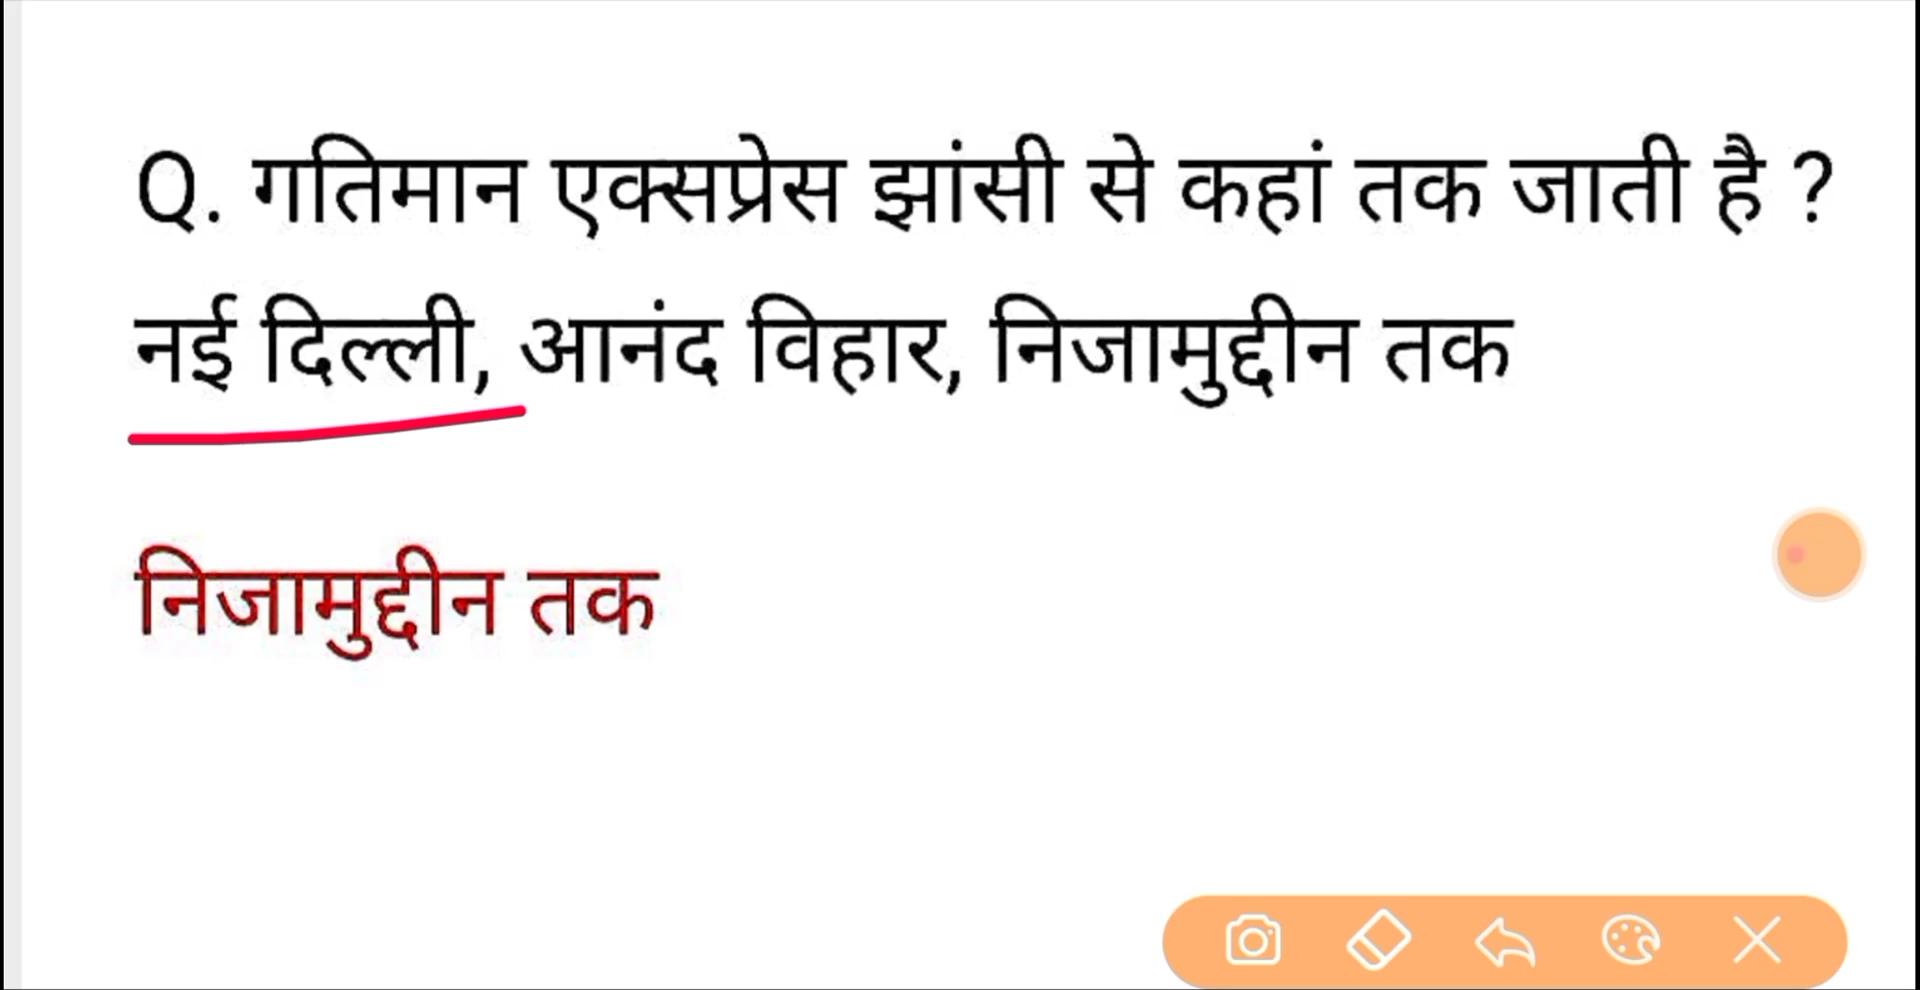 Q. गतिमान एक्सप्रेस झांसी से कहां तक जाती है ?
नई दिल्ली, आनंद विहार, निजामुद्दीन तक
निजामुद्दीन तक